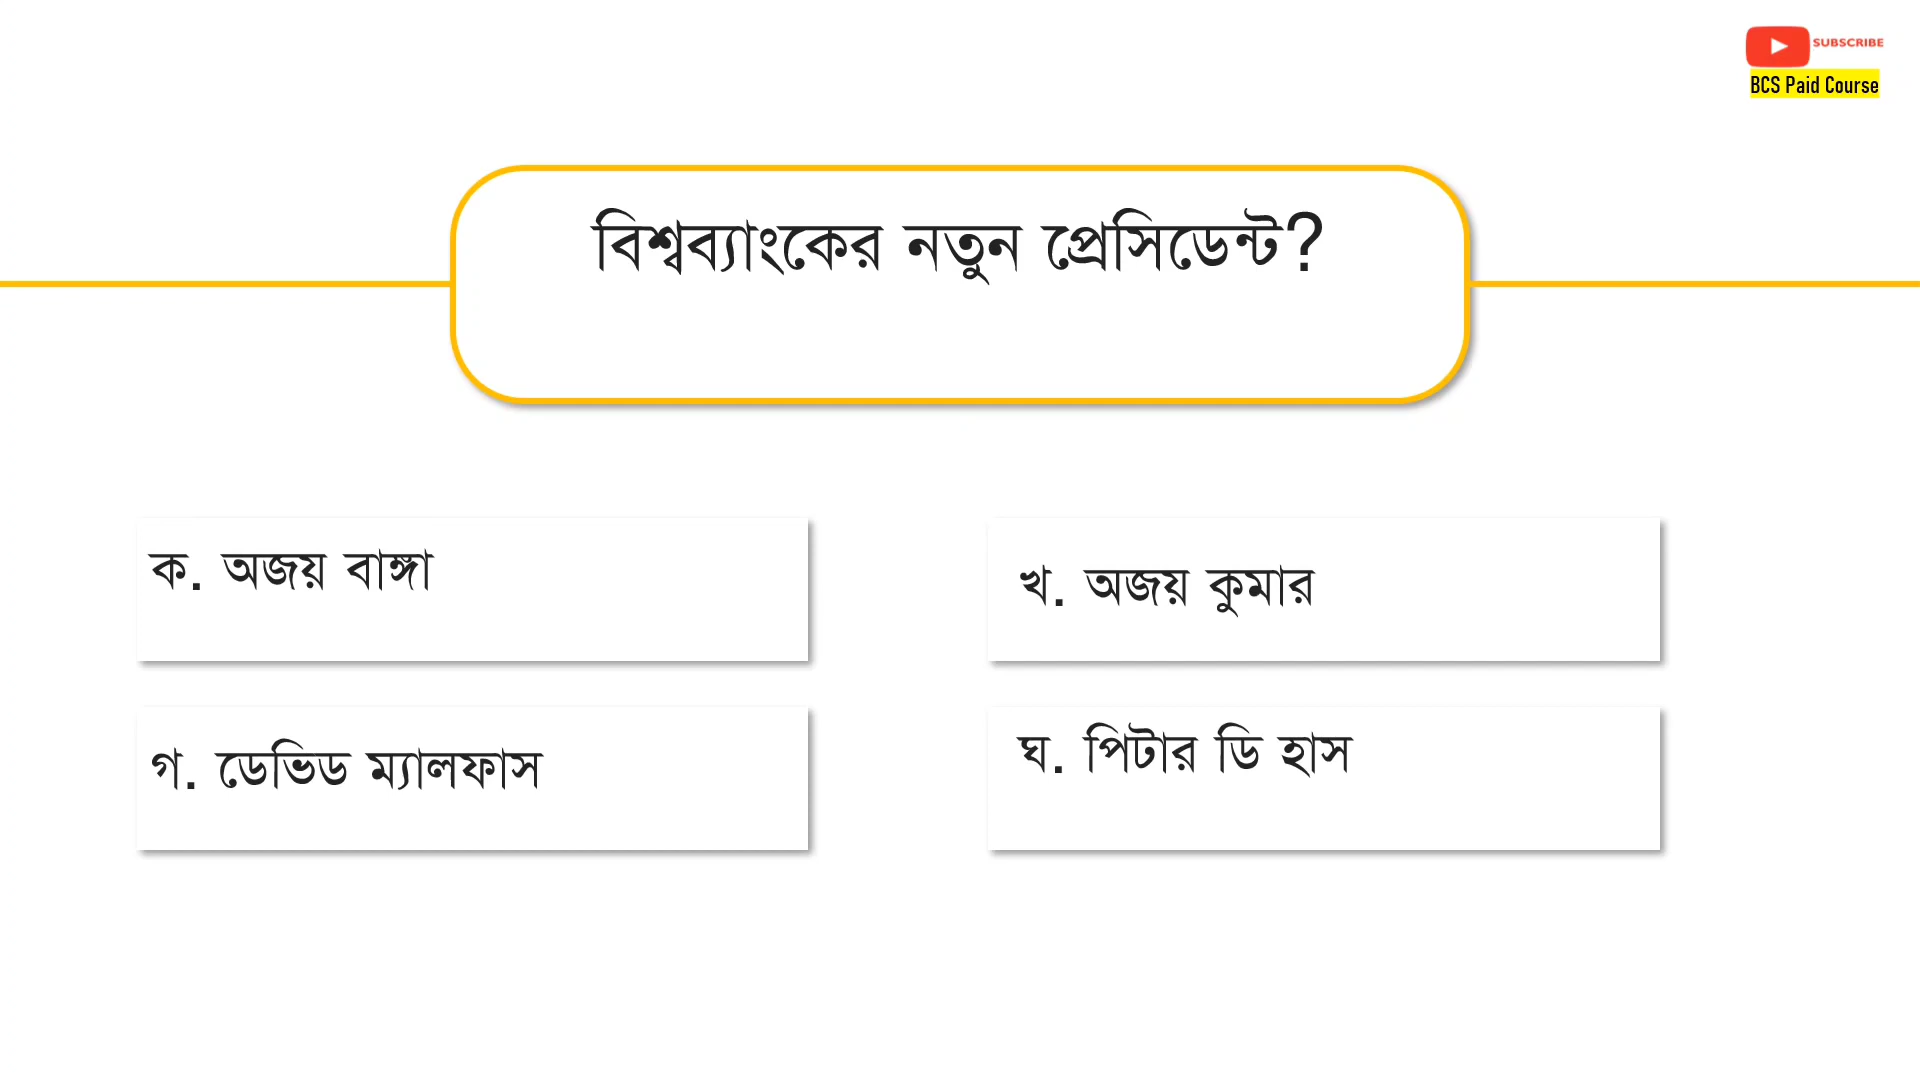 SUBSCRIBE
BCS Paid Course
বিশ্বব্যাংকের নতুন প্রেসিডেন্ট?
ক. অজয় বাঙ্গা
খ. অজয় কুমার
গ. ডেভিড ম্যালফাস
ঘ. পিটার ডি হাস